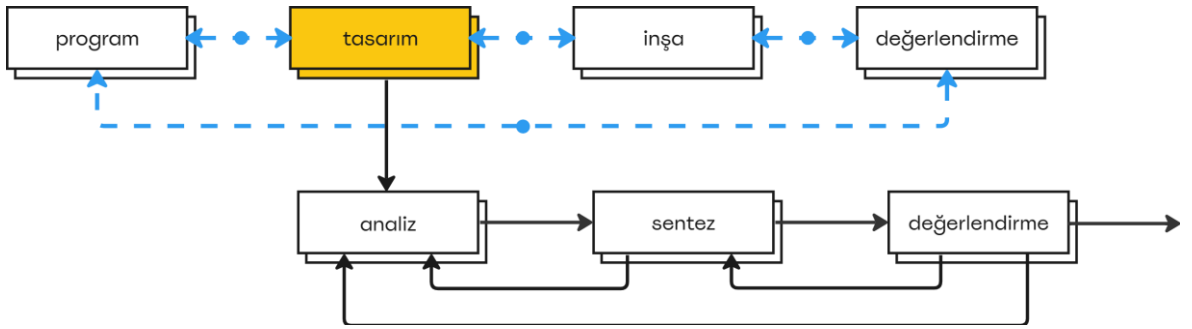 program
tasarım
inşa
değerlendirme
analiz
sentez
değerlendirme